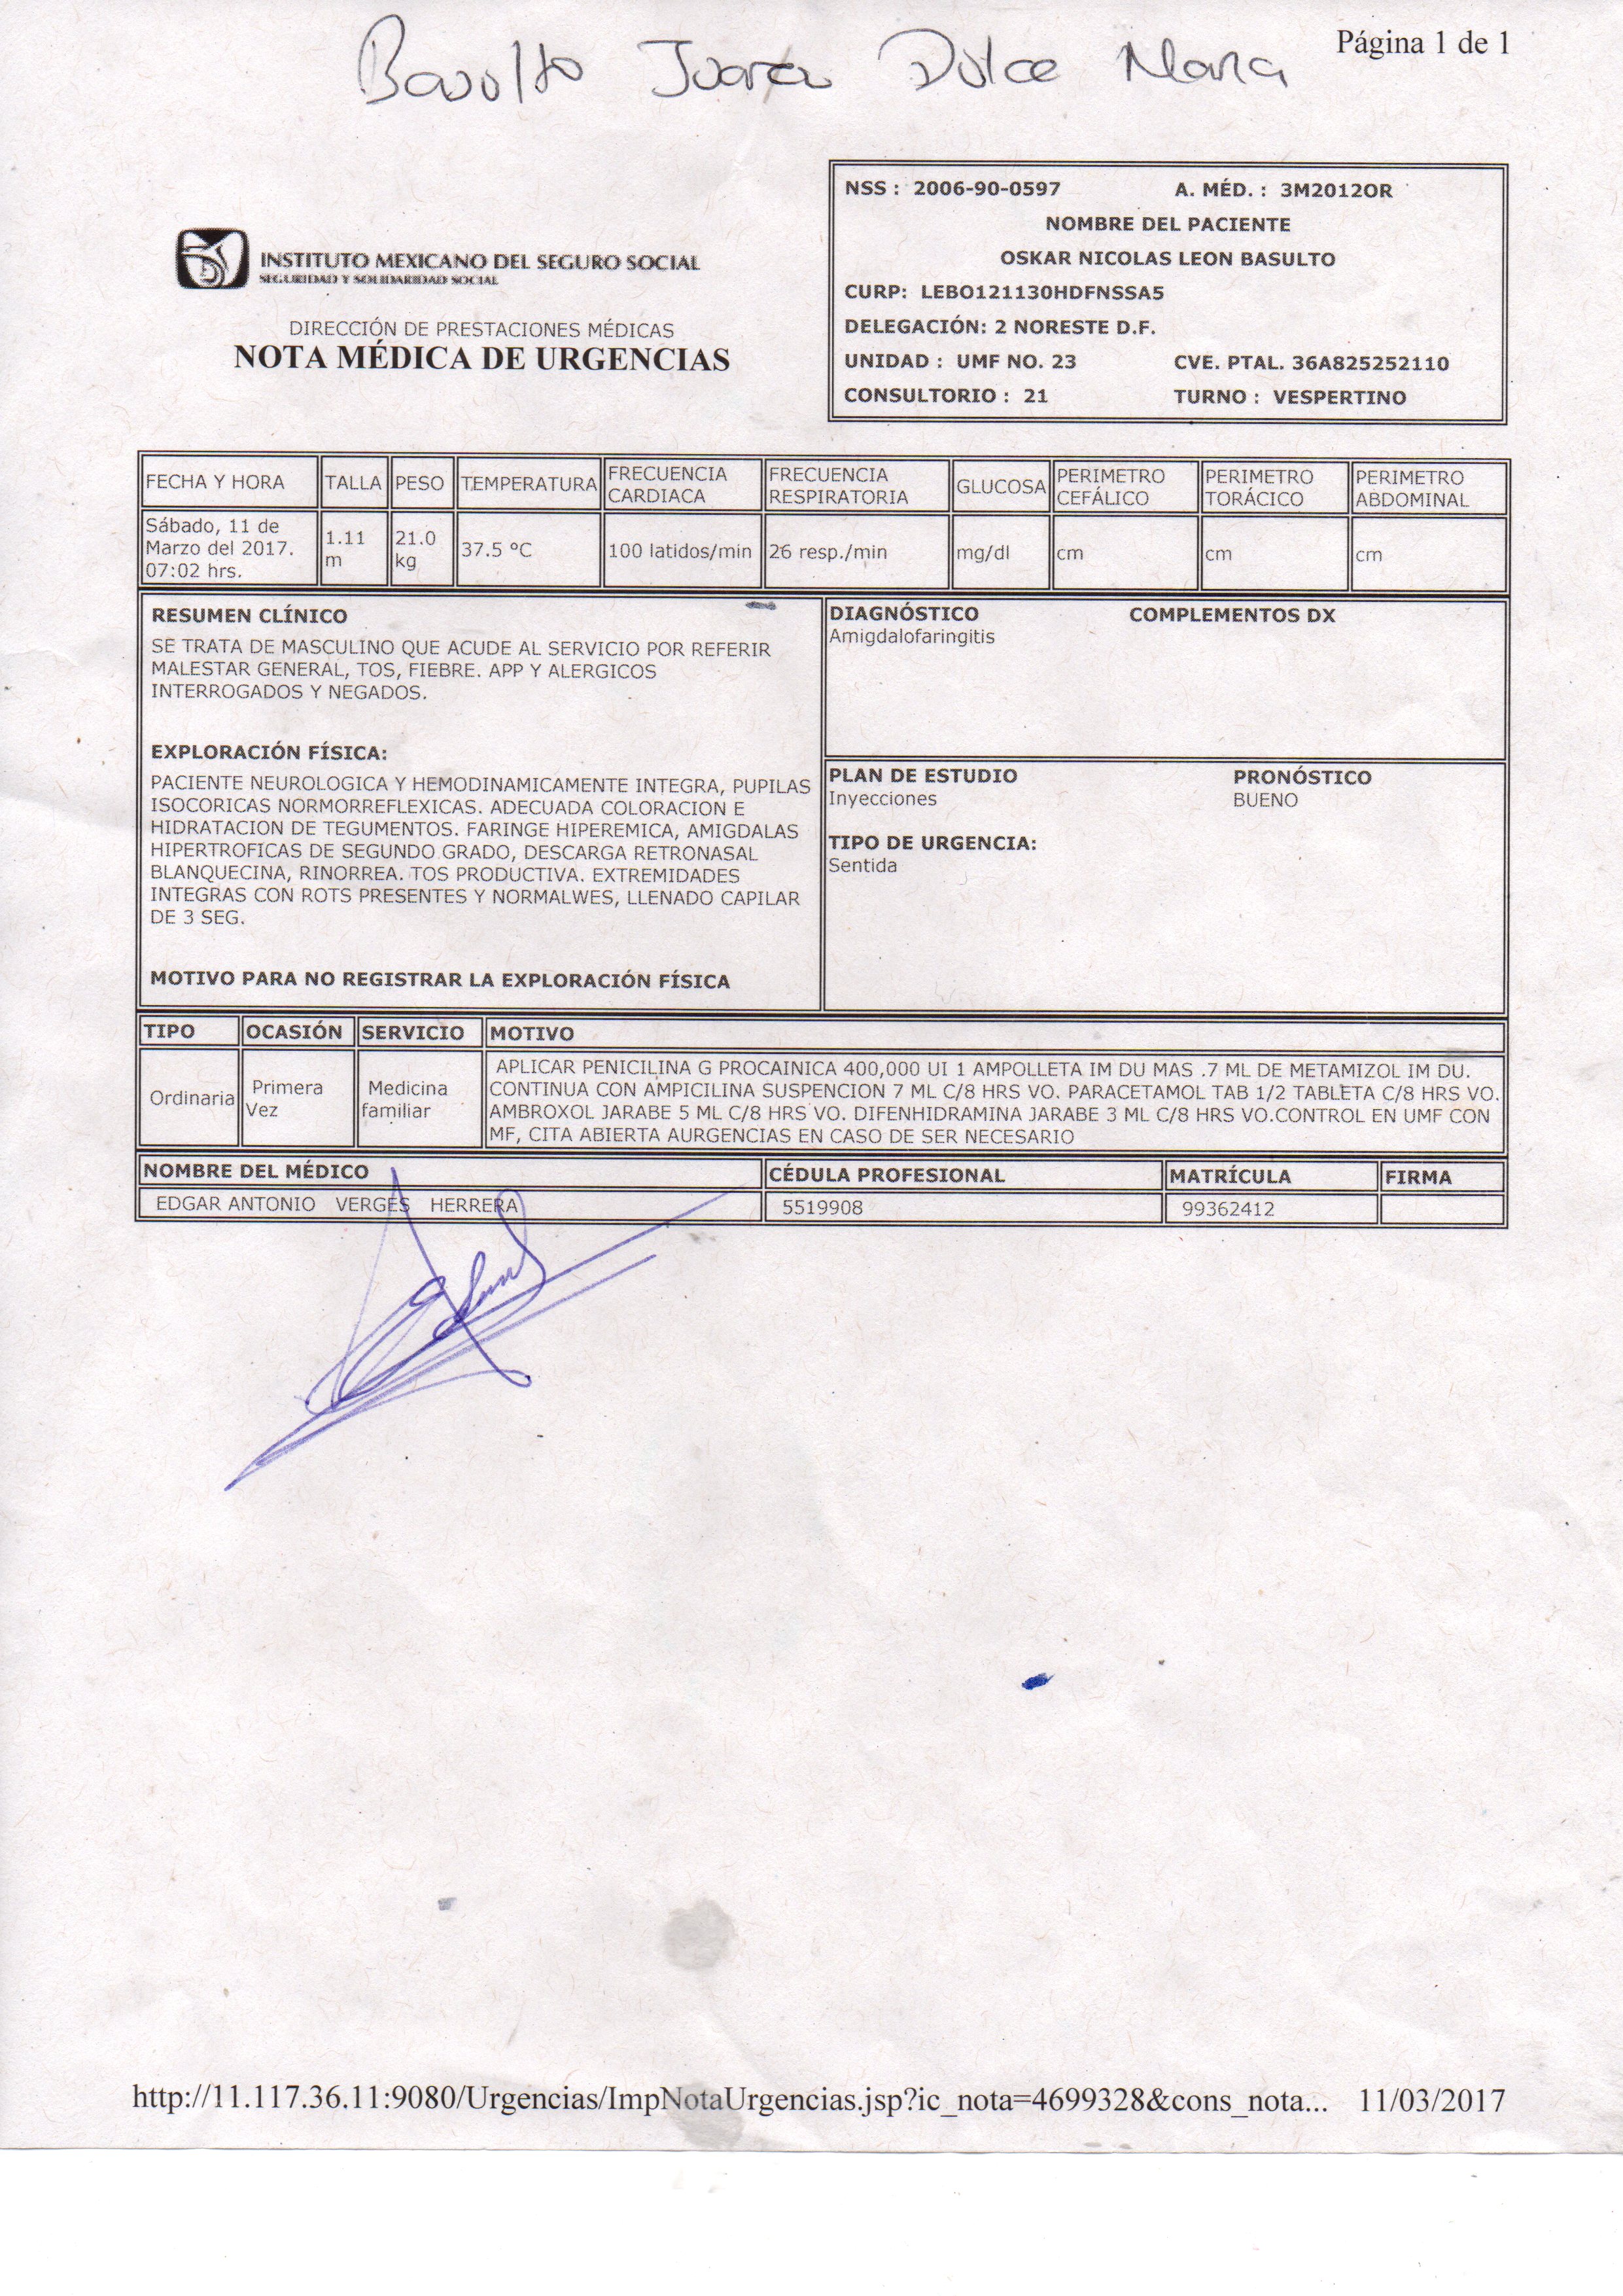 Basulto Juarez Dulce Maria
Página 1 de 1
NSS : 2006-90-0597 A. MÉD. : 3M2012OR
NOMBRE DEL PACIENTE
OSKAR NICOLAS LEON BASULTO
CURP: LEBO121130HDFNSSA5
DELEGACIÓN: 2 NORESTE D.F.
UNIDAD : UMF NO. 23 CVE. PTAL. 36A825252110
CONSULTORIO : 21 TURNO : VESPERTINO
INSTITUTO MEXICANO DEL SEGURO SOCIAL
SEGURIDAD Y SOLIDARIDAD SOCIAL
DIRECCIÓN DE PRESTACIONES MÉDICAS
NOTA MÉDICA DE URGENCIAS
FECHA Y HORA TALLA PESO TEMPERATURA FRECUENCIA CARDIACA FRECUENCIA RESPIRATORIA GLUCOSA PERIMETRO CEFÁLICO PERIMETRO TORÁCICO PERIMETRO ABDOMINAL
Sábado, 11 de Marzo del 2017. 07:02 hrs. 1.11 m 21.0 kg 37.5 °C 100 latidos/min 26 resp./min mg/dl cm cm cm
RESUMEN CLÍNICO
SE TRATA DE MASCULINO QUE ACUDE AL SERVICIO POR REFERIR
MALESTAR GENERAL, TOS, FIEBRE. APP Y ALERGICOS
INTERROGADOS Y NEGADOS.
EXPLORACIÓN FÍSICA:
PACIENTE NEUROLOGICA Y HEMODINAMICAMENTE INTEGRA, PUPILAS
ISOCORICAS NORMORREFLEXICAS. ADECUADA COLORACION E
HIDRATACION DE TEGUMENTOS. FARINGE HIPEREMICA, AMIGDALAS
HIPERTROFICAS DE SEGUNDO GRADO, DESCARGA RETRONASAL
BLANQUECINA, RINORREA. TOS PRODUCTIVA. EXTREMIDADES
INTEGRAS CON ROTS PRESENTES Y NORMALWES, LLENADO CAPILAR
DE 3 SEG.
MOTIVO PARA NO REGISTRAR LA EXPLORACIÓN FÍSICA
DIAGNÓSTICO COMPLEMENTOS DX
Amigdalofaringitis
PLAN DE ESTUDIO PRONÓSTICO
Inyecciones BUENO
TIPO DE URGENCIA:
Sentida
TIPO OCASIÓN SERVICIO MOTIVO
Ordinaria Primera Vez Medicina familiar
APLICAR PENICILINA G PROCAINICA 400,000 UI 1 AMPOLLETA IM DU MAS .7 ML DE METAMIZOL IM DU.
CONTINUA CON AMPICILINA SUSPENCION 7 ML C/8 HRS VO. PARACETAMOL TAB 1/2 TABLETA C/8 HRS VO.
AMBROXOL JARABE 5 ML C/8 HRS VO. DIFENHIDRAMINA JARABE 3 ML C/8 HRS VO.CONTROL EN UMF CON
MF, CITA ABIERTA AURGENCIAS EN CASO DE SER NECESARIO
NOMBRE DEL MÉDICO CÉDULA PROFESIONAL MATRÍCULA FIRMA
EDGAR ANTONIO VERGES HERRERA 5519908 99362412
http://11.117.36.11:9080/Urgencias/ImpNotaUrgencias.jsp?ic_nota=4699328&cons_nota... 11/03/2017